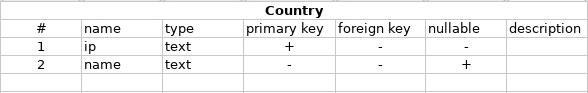 Country
# name type primary key foreign key nullable description
1 ip text + - -
2 name text - - +